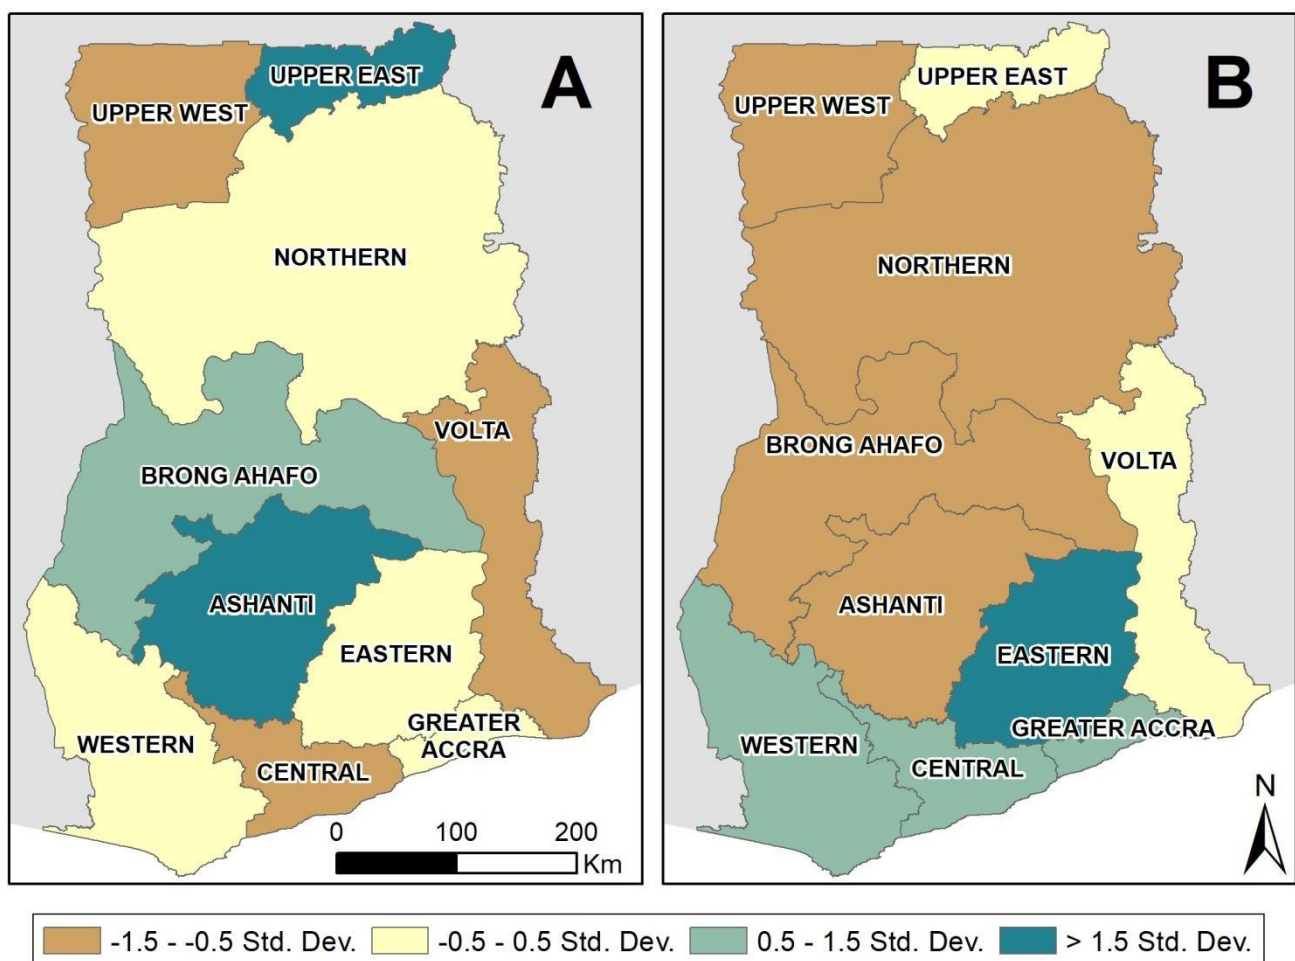 A
UPPER EAST
UPPER WEST
NORTHERN
VOLTA
BRONG AHAFO
ASHANTI
EASTERN
GREATER
ACCRA
WESTERN
CENTRAL
0 100 200
Km
B
UPPER EAST
UPPER WEST
NORTHERN
BRONG AHAFO
VOLTA
ASHANTI
EASTERN
GREATER ACCRA
WESTERN
CENTRAL
N
-1.5 - -0.5 Std. Dev. -0.5 - 0.5 Std. Dev. 0.5 - 1.5 Std. Dev. > 1.5 Std. Dev.